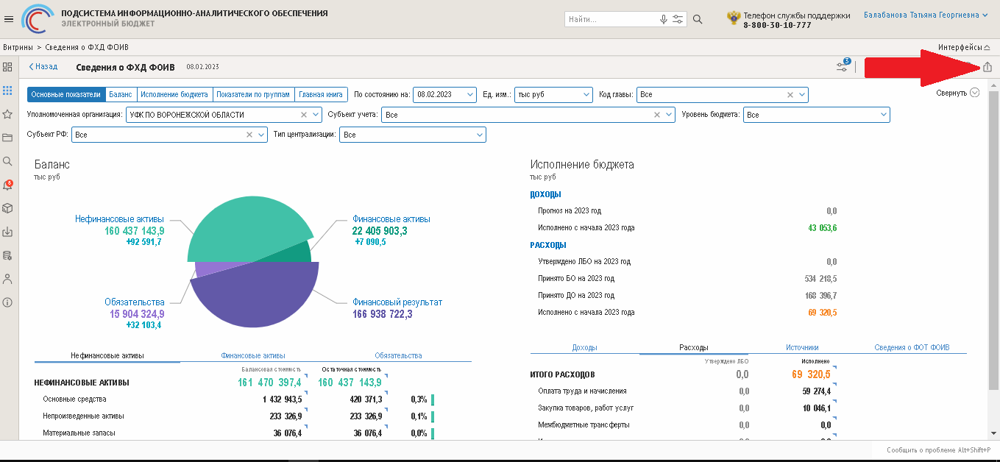 ПОДСИСТЕМА ИНФОРМАЦИОННО-АНАЛИТИЧЕСКОГО ОБЕСПЕЧЕНИЯ
ЭЛЕКТРОННЫЙ БЮДЖЕТ
Найти...
Телефон службы поддержки
8-800-30-10-777
Балабанова Татьяна Георгиевна
Витрины > Сведения о ФХД ФОИВ
Интерфейсы
Назад Сведения о ФХД ФОИВ 08.02.2023
3
Основные показатели Баланс Исполнение бюджета Показатели по группам Главная книга По состоянию на: 08.02.2023 Ед. изм.: тыс руб Код главы: Все
Свернуть
Уполномоченная организация: УФК ПО ВОРОНЕЖСКОЙ ОБЛАСТИ Субъект учета: Все Уровень бюджета: Все
Субъект РФ: Все Тип централизации: Все
8
Баланс
тыс руб
Нефинансовые активы
160 437 143,9
+92 591,7
Финансовые активы
22 405 903,3
+7 090,5
Обязательства
15 904 324,9
+32 103,4
Финансовый результат
166 938 722,3
Нефинансовые активы Финансовые активы Обязательства
Балансовая стоимость Остаточная стоимость
НЕФИНАНСОВЫЕ АКТИВЫ 161 470 397,4 160 437 143,9
Основные средства 1 432 943,5 420 371,3 0,3%
Непроизведенные активы 233 326,9 233 326,9 0,1%
Материальные запасы 36 076,4 36 076,4 0,0%
Исполнение бюджета
тыс руб
ДОХОДЫ
Прогноз на 2023 год 0,0
Исполнено с начала 2023 года 43 053,6
РАСХОДЫ
Утверждено ЛБО на 2023 год 0,0
Принято БО на 2023 год 534 218,5
Принято ДО на 2023 год 168 396,7
Исполнено с начала 2023 года 69 320,5
Доходы Расходы Источники Сведения о ФОТ ФОИВ
Утверждено ЛБО Исполнено
ИТОГО РАСХОДОВ 0,0 69 320,5
Оплата труда и начисления 0,0 59 274,4
Закупка товаров, работ услуг 0,0 10 046,1
Межбюджетные трансферты 0,0 0,0
Сообщить о проблеме Alt+Shift+P